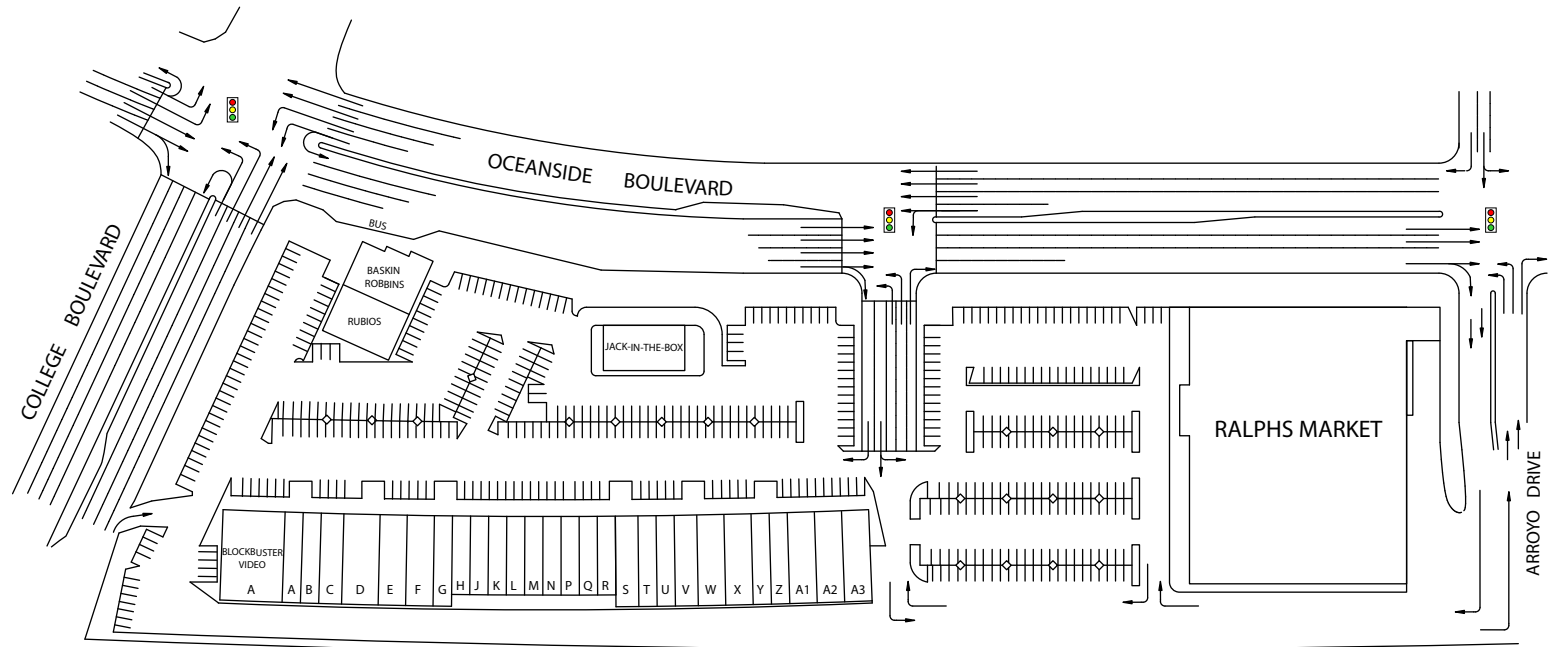 OCEANSIDE BOULEVARD
COLLEGE BOULEVARD
BUS
BASKIN
ROBBINS
RUBIOS
JACK-IN-THE-BOX
RALPHS MARKET
ARROYO DRIVE
BLOCKBUSTER
VIDEO
A A B C D E F G H J K L M N P Q R S T U V W X Y Z A1 A2 A3